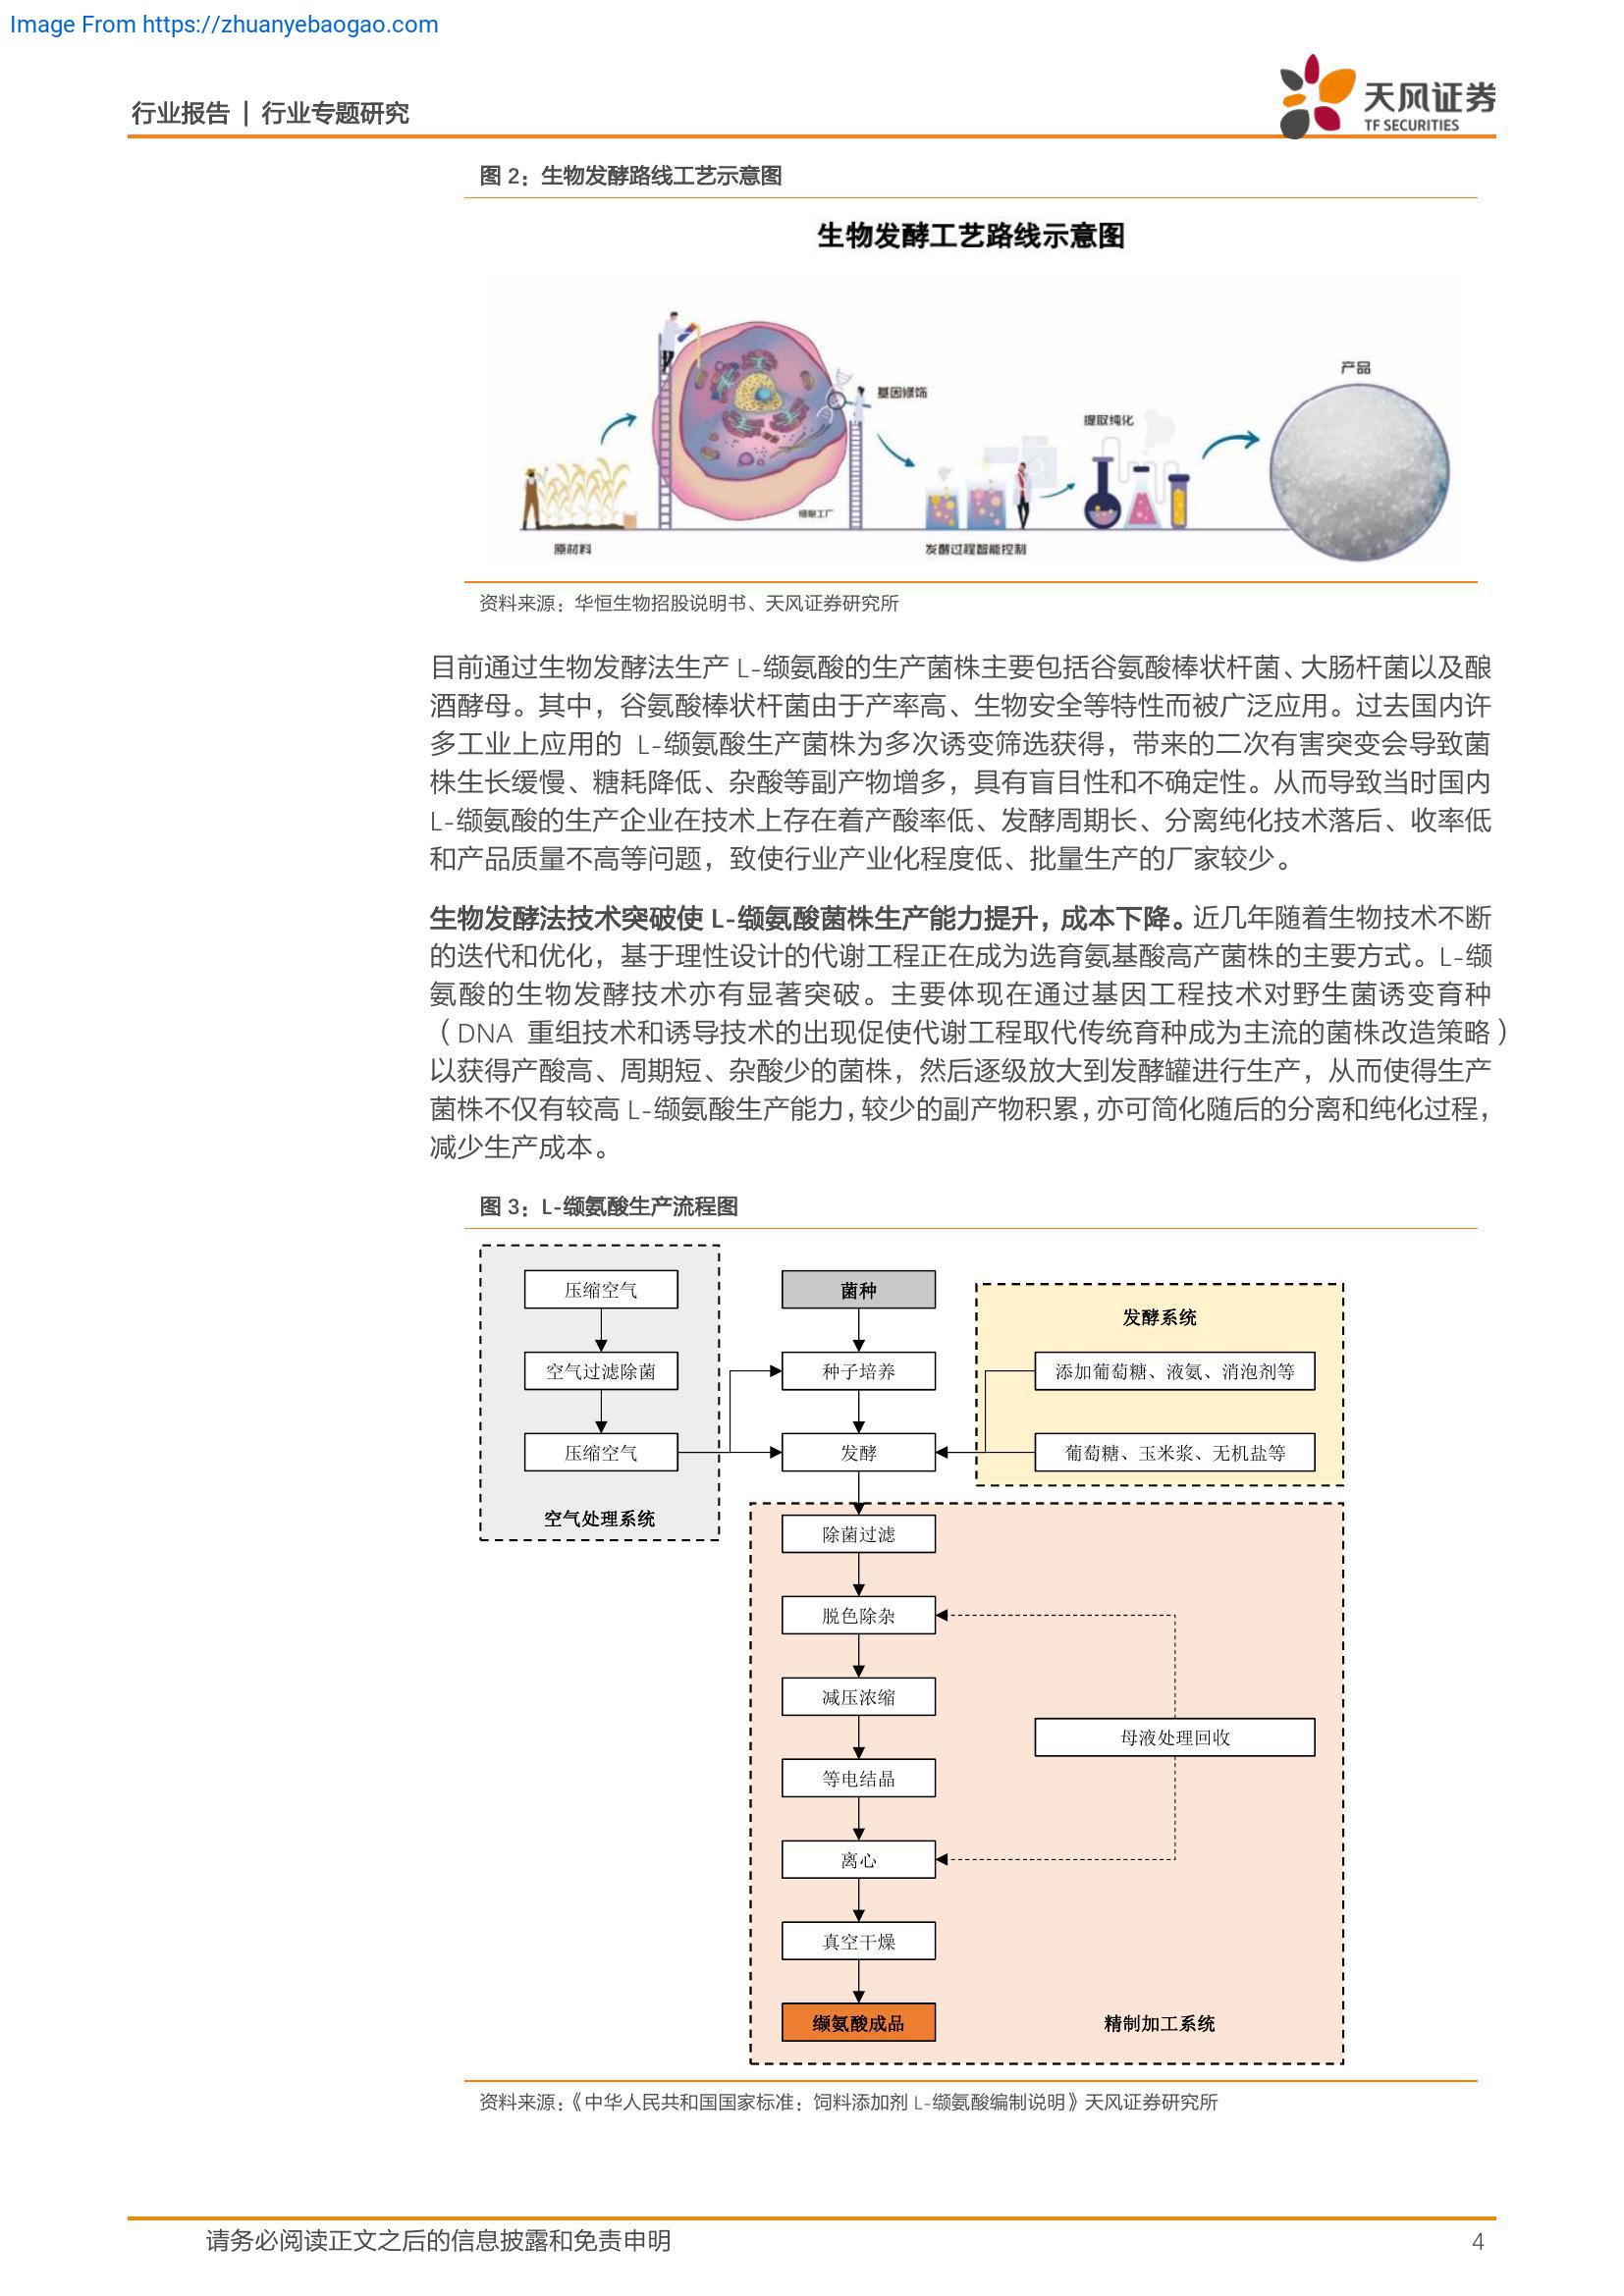 Image From https://zhuanyebaogao.com
行业报告 | 行业专题研究
天风证券
TF SECURITIES
图 2：生物发酵路线工艺示意图
生物发酵工艺路线示意图
产品
基因修饰
提取纯化
细胞工厂
原材料
发酵过程智能控制
资料来源：华恒生物招股说明书、天风证券研究所
目前通过生物发酵法生产 L-缬氨酸的生产菌株主要包括谷氨酸棒状杆菌、大肠杆菌以及酿
酒酵母。其中，谷氨酸棒状杆菌由于产率高、生物安全等特性而被广泛应用。过去国内许
多工业上应用的 L-缬氨酸生产菌株为多次诱变筛选获得，带来的二次有害突变会导致菌
株生长缓慢、糖耗降低、杂酸等副产物增多，具有盲目性和不确定性。从而导致当时国内
L-缬氨酸的生产企业在技术上存在着产酸率低、发酵周期长、分离纯化技术落后、收率低
和产品质量不高等问题，致使行业产业化程度低、批量生产的厂家较少。
生物发酵法技术突破使 L-缬氨酸菌株生产能力提升，成本下降。近几年随着生物技术不断
的迭代和优化，基于理性设计的代谢工程正在成为选育氨基酸高产菌株的主要方式。L-缬
氨酸的生物发酵技术亦有显著突破。主要体现在通过基因工程技术对野生菌诱变育种
（DNA 重组技术和诱导技术的出现促使代谢工程取代传统育种成为主流的菌株改造策略）
以获得产酸高、周期短、杂酸少的菌株，然后逐级放大到发酵罐进行生产，从而使得生产
菌株不仅有较高 L-缬氨酸生产能力，较少的副产物积累，亦可简化随后的分离和纯化过程，
减少生产成本。
图 3：L-缬氨酸生产流程图
压缩空气
菌种
发酵系统
空气过滤除菌
种子培养
添加葡萄糖、液氨、消泡剂等
压缩空气
发酵
葡萄糖、玉米浆、无机盐等
空气处理系统
除菌过滤
脱色除杂
减压浓缩
母液处理回收
等电结晶
离心
真空干燥
缬氨酸成品
精制加工系统
资料来源：《中华人民共和国国家标准：饲料添加剂 L-缬氨酸编制说明》天风证券研究所
请务必阅读正文之后的信息披露和免责申明
4